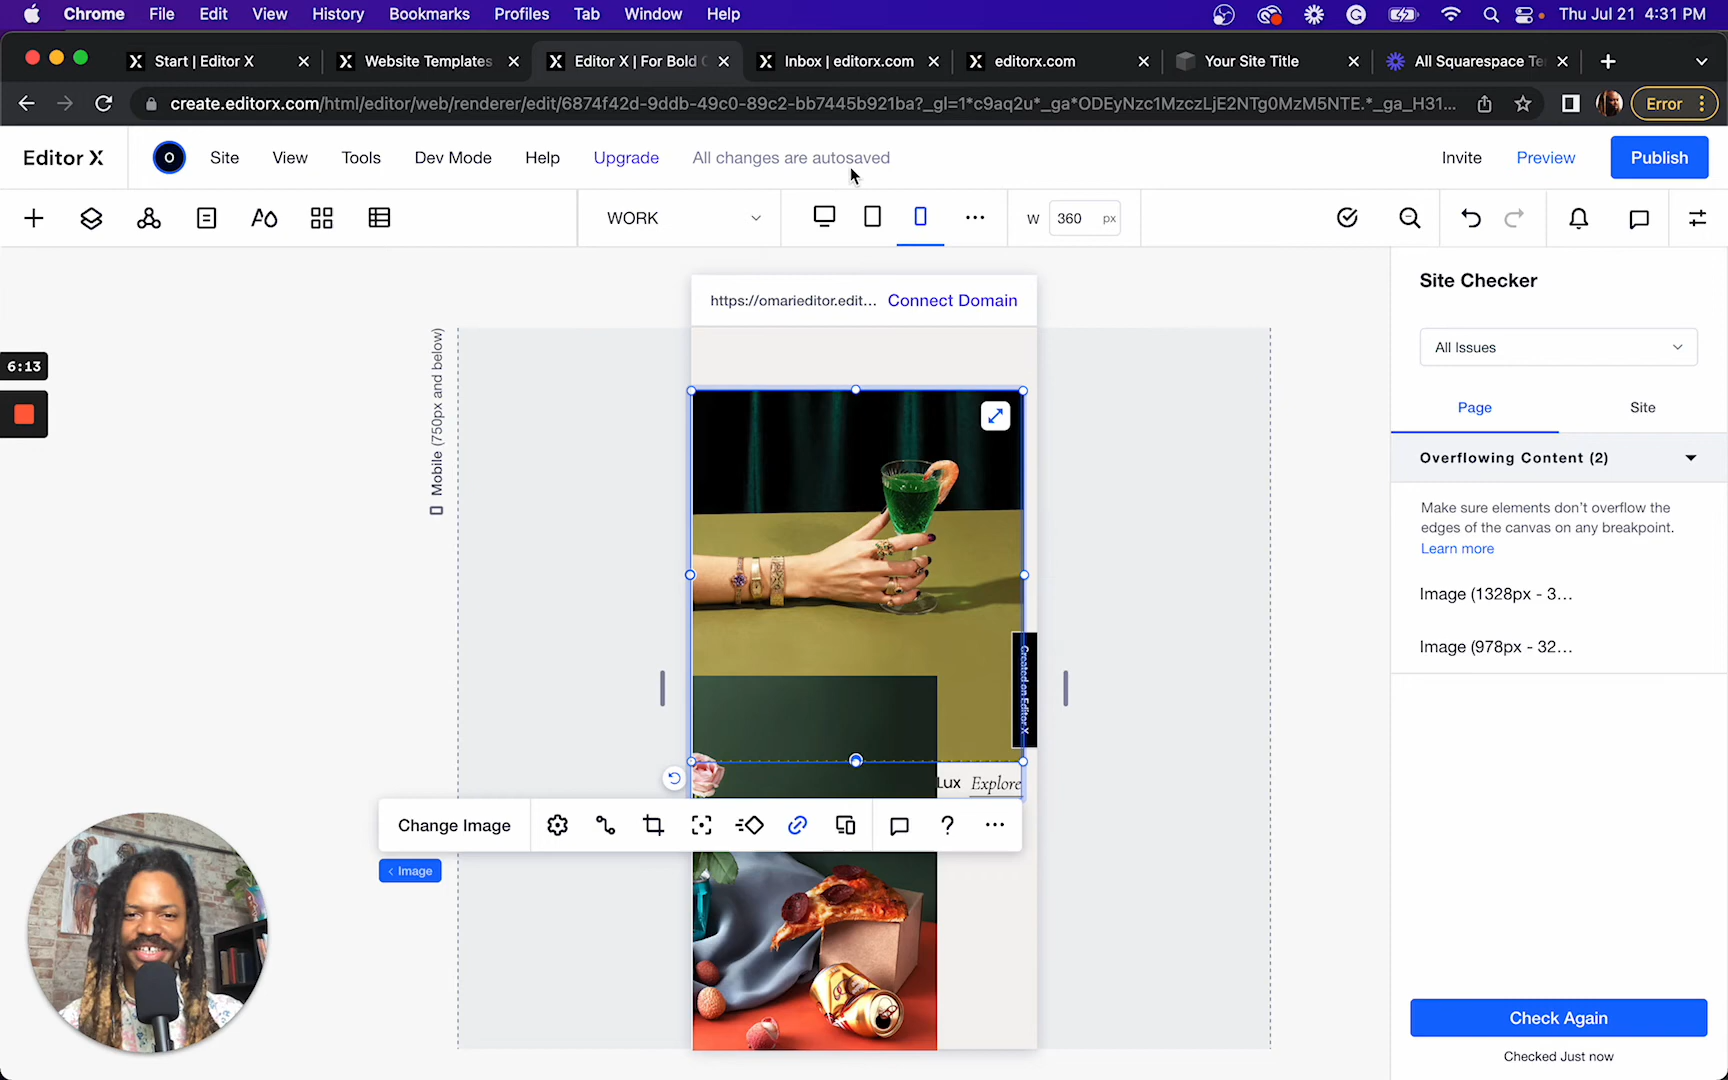 Chrome File Edit View History Bookmarks Profiles Tab Window Help Thu Jul 21 4:31 PM
Start | Editor X Website Templates Editor X | For Bold Inbox | editorx.com editorx.com Your Site Title All Squarespace Te
create.editorx.com/html/editor/web/renderer/edit/6874f42d-9ddb-49c0-89c2-bb7445b921ba?_gl=1*c9aq2u*_ga*ODEyNzc1MzczLjE2NTg0MzM5NTE.*_ga_H31... Error
Editor X O Site View Tools Dev Mode Help Upgrade All changes are autosaved Invite Preview Publish
WORK W 360 px
Site Checker
https://omarieditor.edit... Connect Domain
All Issues
6:13
Mobile (750px and below)
Page Site
Overflowing Content (2)
Make sure elements don't overflow the
edges of the canvas on any breakpoint.
Learn more
Image (1328px - 3...
Image (978px - 32...
Created on Editor X
Lux Explore
Change Image ?
< Image
Check Again
Checked Just now